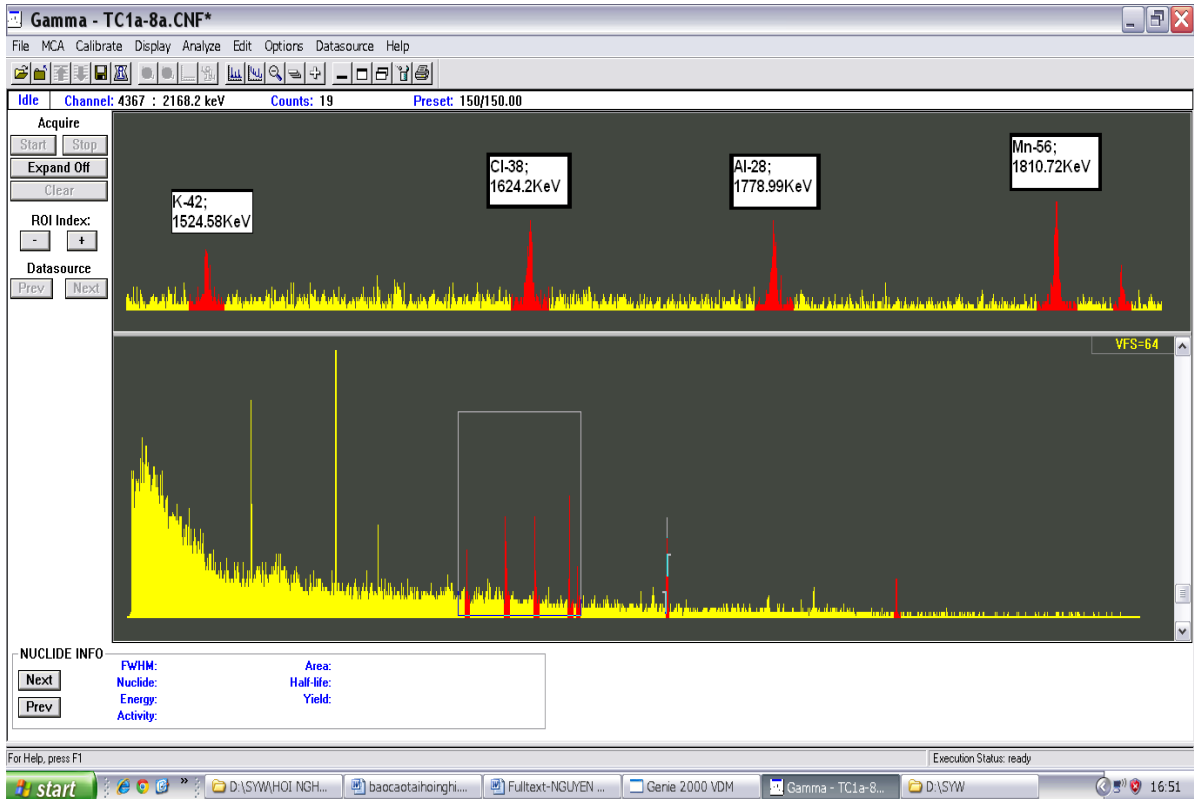 Gamma - TC1a-8a.CNF*
File MCA Calibrate Display Analyze Edit Options Datasource Help
Idle Channel: 4367 : 2168.2 keV Counts: 19 Preset: 150/150.00
Acquire
Start Stop
Expand Off
Clear
ROI Index:
- +
Datasource
Prev Next
K-42;
1524.58KeV
Cl-38;
1624.2KeV
Al-28;
1778.99KeV
Mn-56;
1810.72KeV
VFS=64
NUCLIDE INFO
Next
Prev
FWHM: Area:
Nuclide: Half-life:
Energy: Yield:
Activity:
For Help, press F1 Execution Status: ready
start » D:\SYW\HOI NGH... baocaotaihoinghi.... Fulltext-NGUYEN ... Genie 2000 VDM Gamma - TC1a-8... D:\SYW 16:51